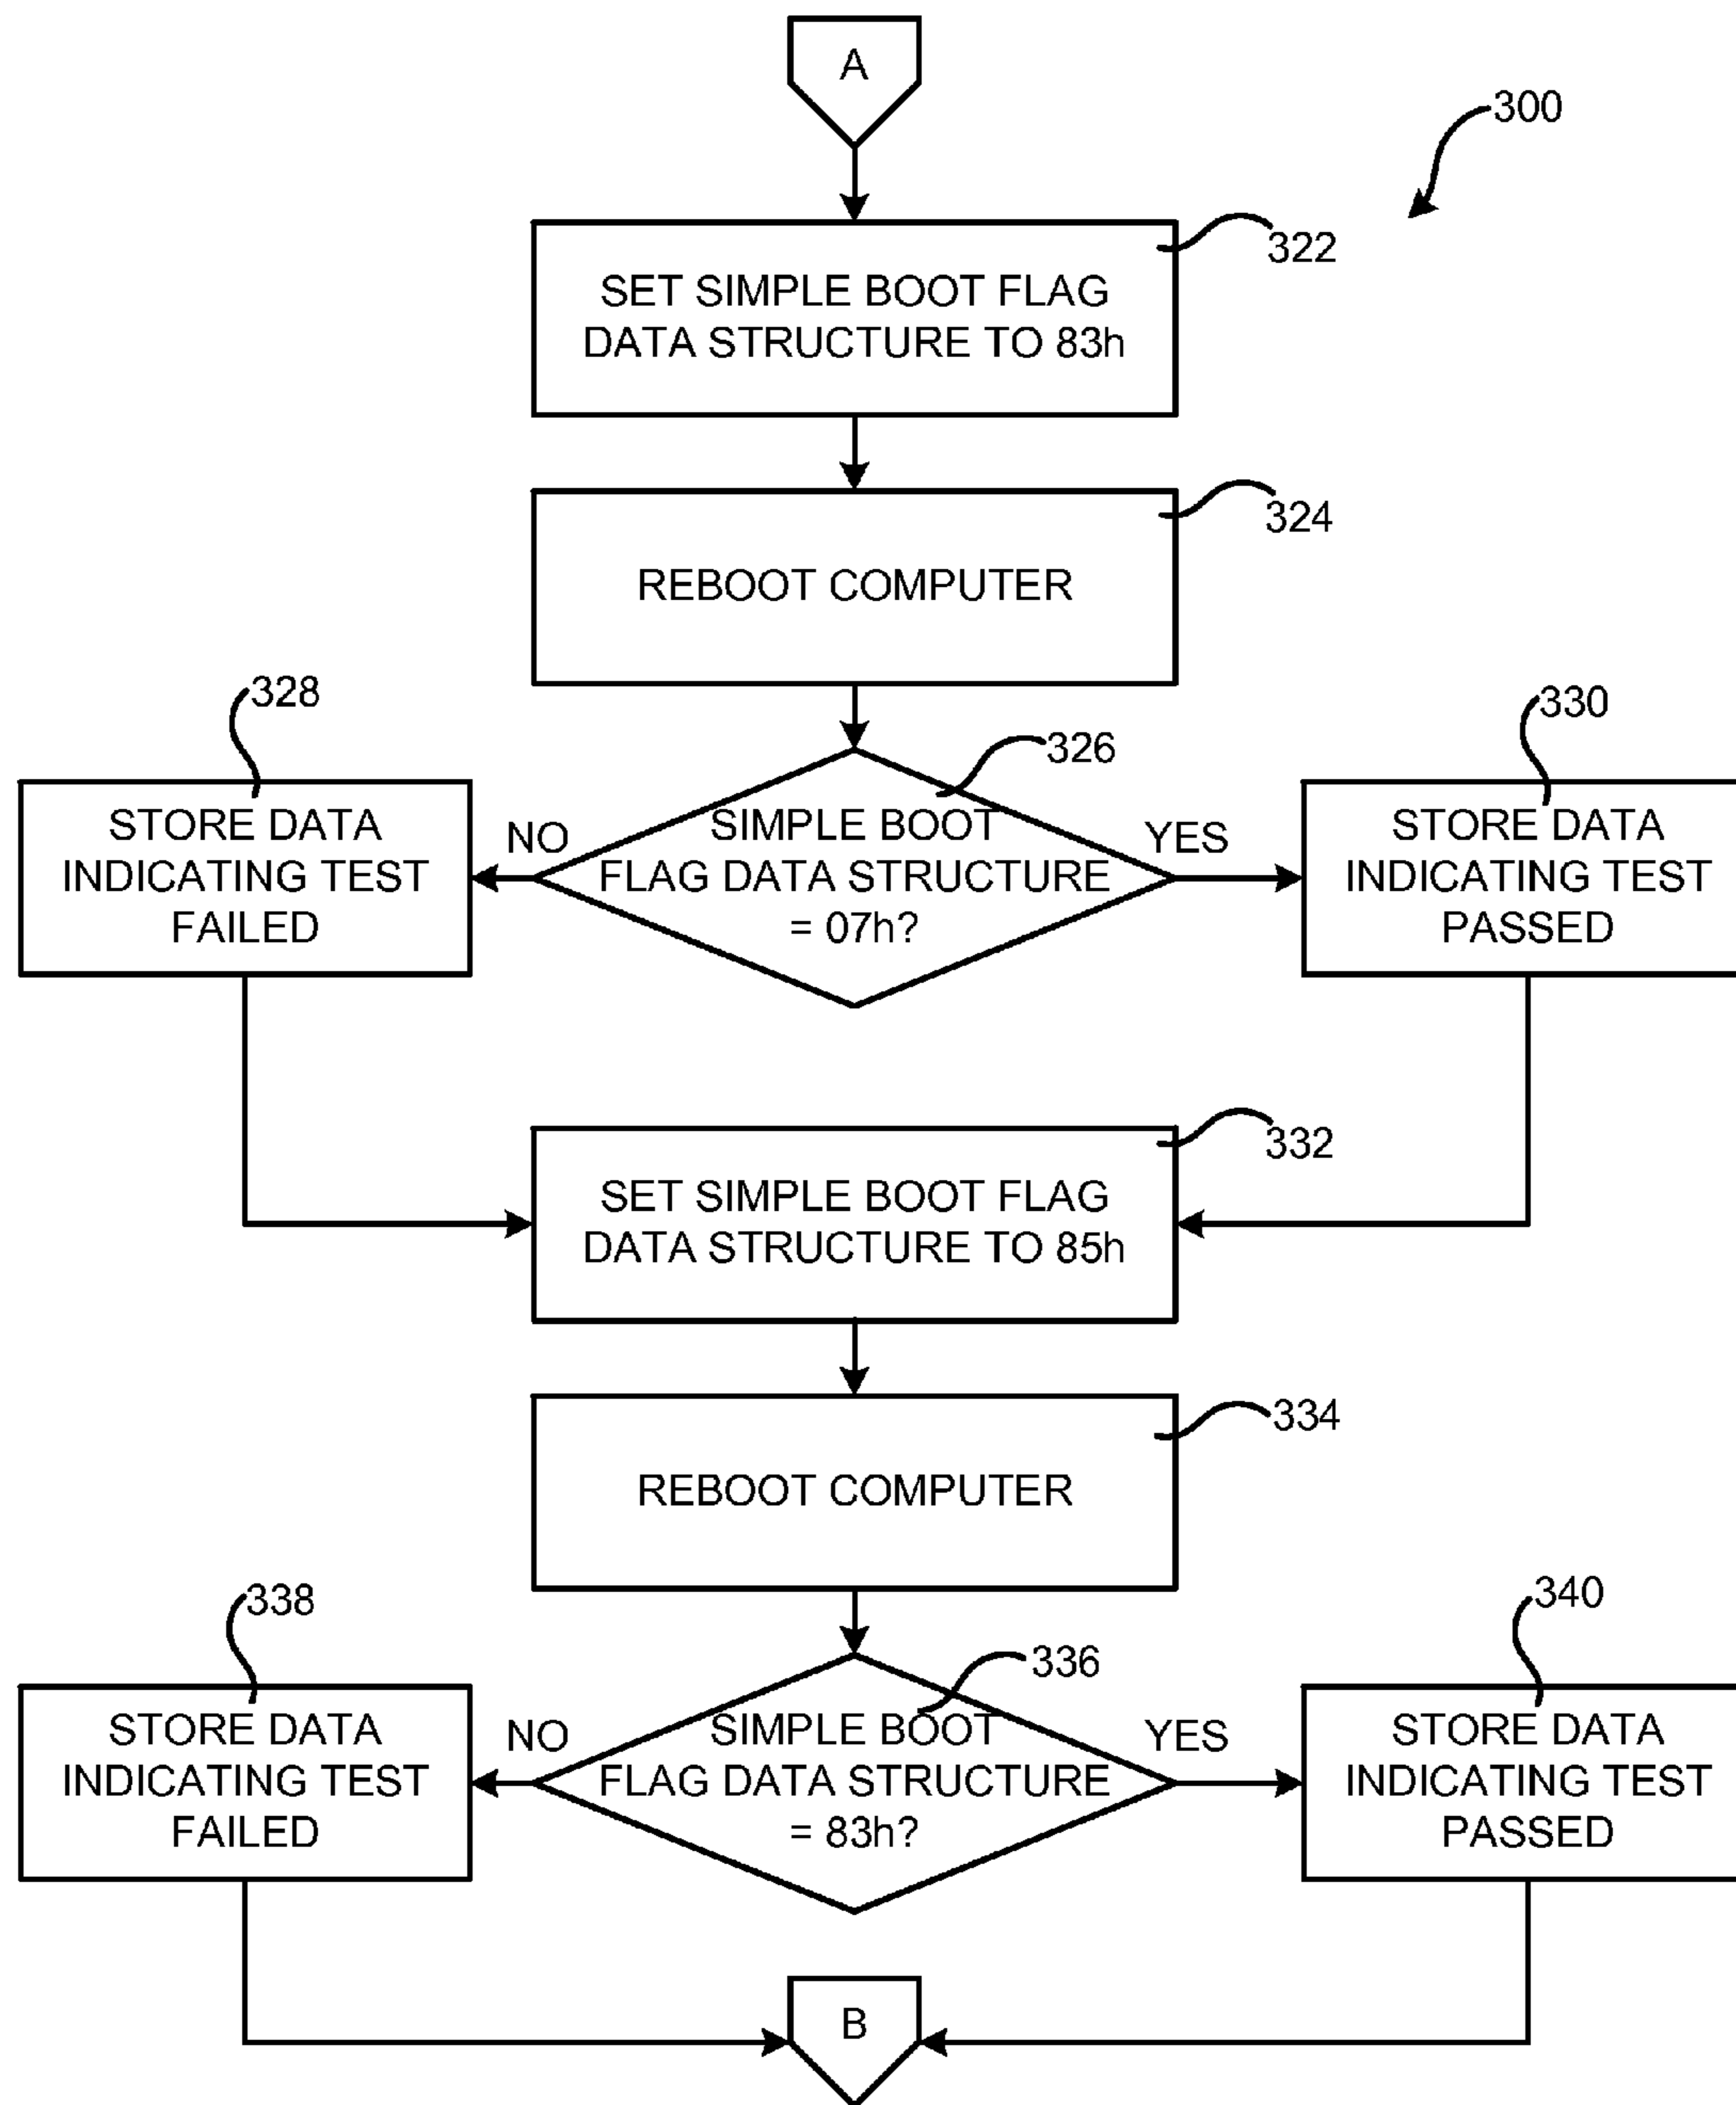 A
300
322
SET SIMPLE BOOT FLAG
DATA STRUCTURE TO 83h
324
REBOOT COMPUTER
328
330
326
STORE DATA
INDICATING TEST
FAILED
NO
SIMPLE BOOT
FLAG DATA STRUCTURE
= 07h?
YES
STORE DATA
INDICATING TEST
PASSED
332
SET SIMPLE BOOT FLAG
DATA STRUCTURE TO 85h
334
REBOOT COMPUTER
338
340
336
STORE DATA
INDICATING TEST
FAILED
NO
SIMPLE BOOT
FLAG DATA STRUCTURE
= 83h?
YES
STORE DATA
INDICATING TEST
PASSED
B